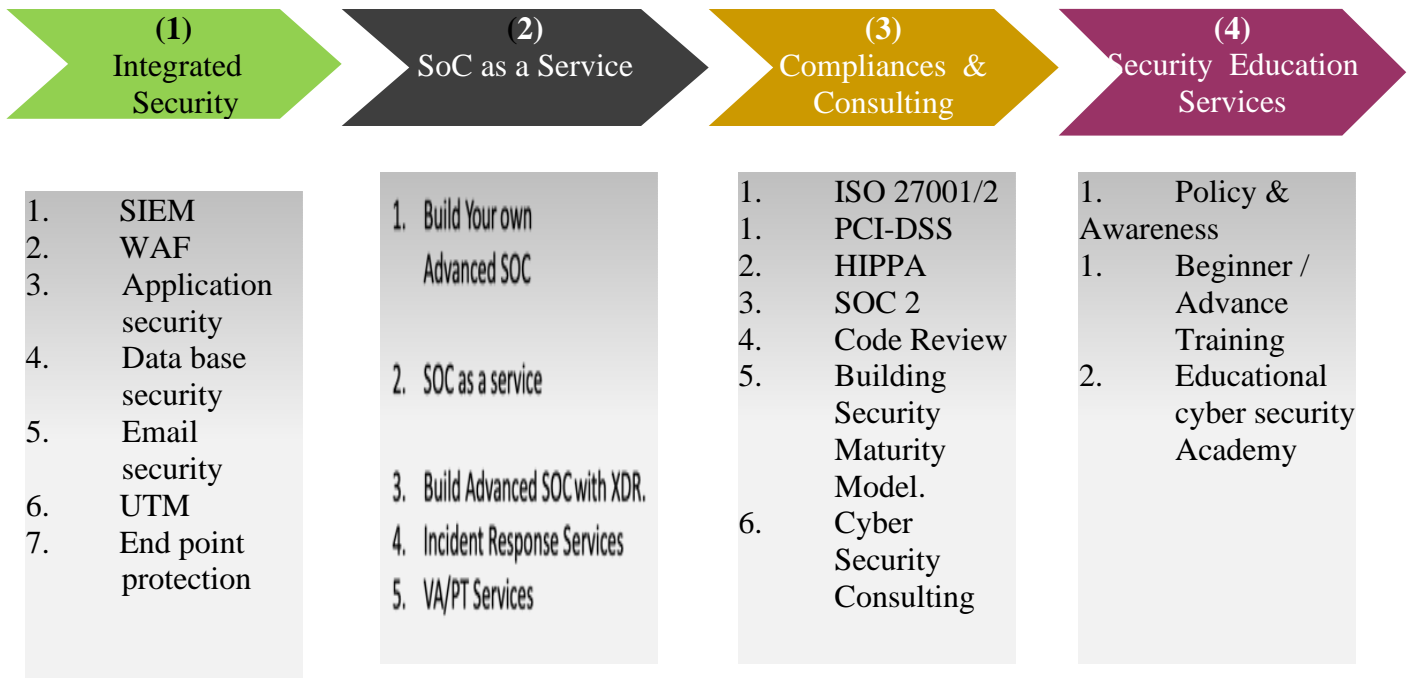 (1)
Integrated
Security
(2)
SoC as a Service
(3)
Compliances & 
Consulting
(4)
Security Education
Services
1. SIEM
2. WAF
3. Application
security
4. Data base
security
5. Email
security
6. UTM
7. End point
protection
1. Build Your own
Advanced SOC
2. SOC as a service
3. Build Advanced SOC with XDR.
4. Incident Response Services
5. VA/PT Services
1. ISO 27001/2
1. PCI-DSS
2. HIPPA
3. SOC 2
4. Code Review
5. Building
Security
Maturity
Model.
6. Cyber
Security
Consulting
1. Policy &
Awareness
1. Beginner /
Advance
Training
2. Educational
cyber security
Academy